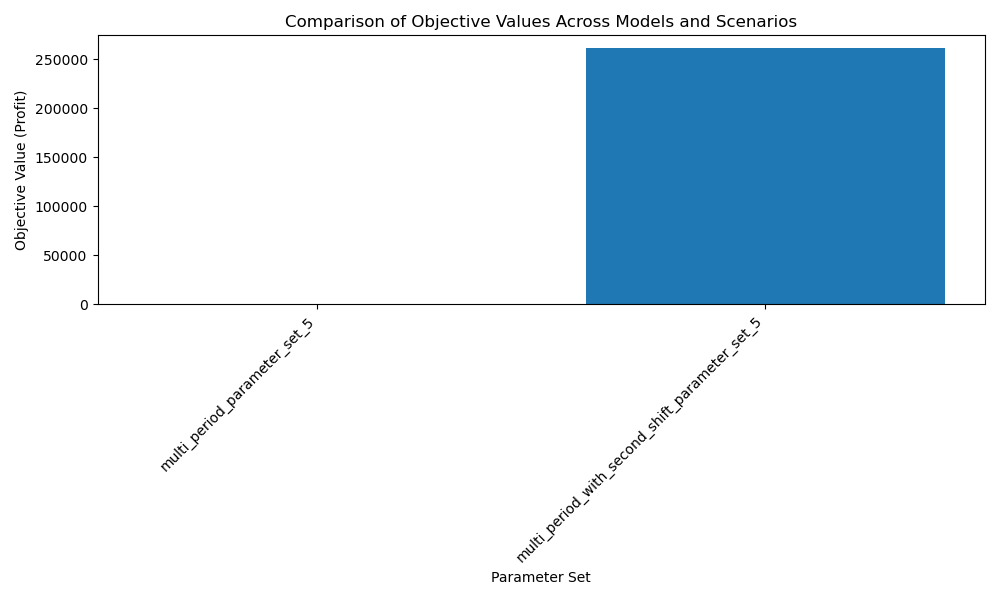 Comparison of Objective Values Across Models and Scenarios
Objective Value (Profit)
250000
200000
150000
100000
50000
0
multi_period_parameter_set_5
multi_period_with_second_shift_parameter_set_5
Parameter Set